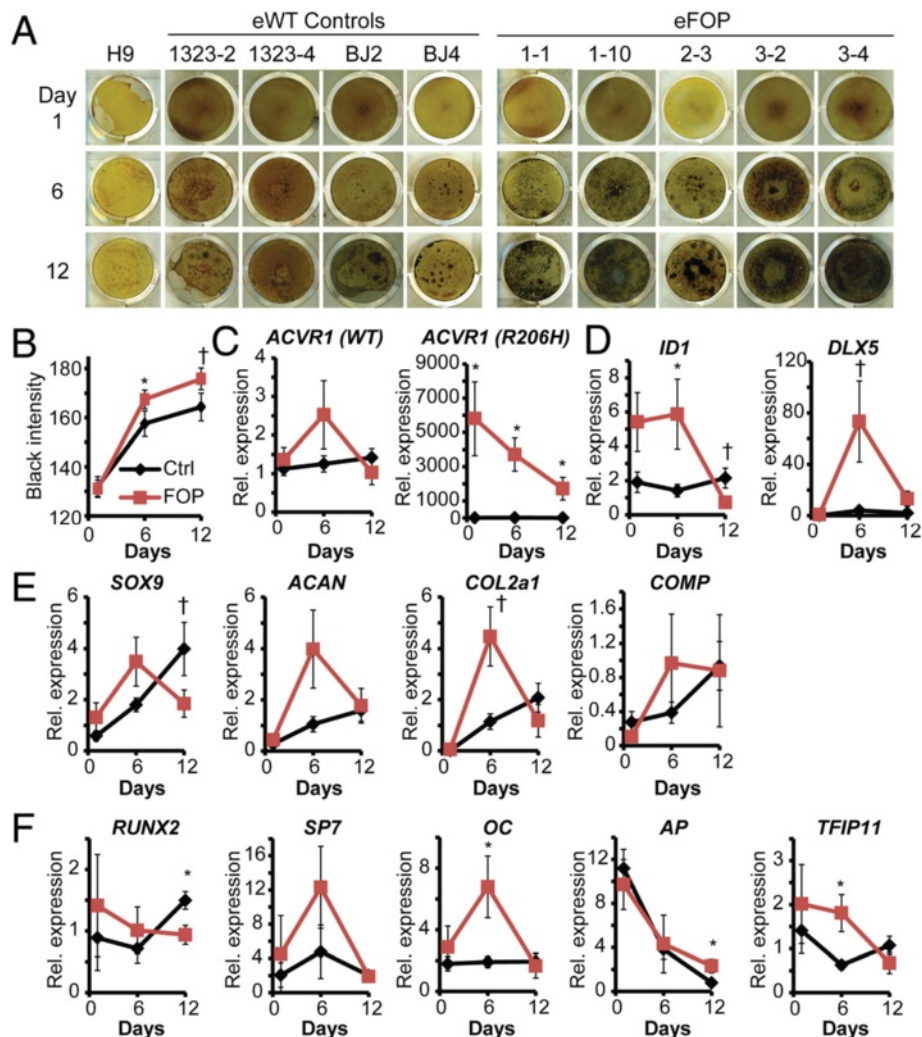 A
eWT Controls
eFOP
H9 1323-2 1323-4 BJ2 BJ4 1-1 1-10 2-3 3-2 3-4
Day
1
6
12
B
C
ACVR1 (WT)
ACVR1 (R206H)
D
ID1
DLX5
Black intensity
180
160
140
120
* †
Ctrl
FOP
0 6 12
Days
Rel. expression
4
3
2
1
0
0 6 12
Days
Rel. expression
9000
7500
6000
4500
3000
1500
0
* * *
0 6 12
Days
Rel. expression
8
6
4
2
0
* †
0 6 12
Days
Rel. expression
120
80
40
0
†
0 6 12
Days
E
SOX9
ACAN
COL2a1
COMP
Rel. expression
6
4
2
0
†
0 6 12
Days
Rel. expression
6
4
2
0
0 6 12
Days
Rel. expression
6
4
2
0
†
0 6 12
Days
Rel. expression
1.6
1.2
0.8
0.4
0
0 6 12
Days
F
RUNX2
SP7
OC
AP
TFIP11
Rel. expression
2
1
0
*
0 6 12
Days
Rel. expression
16
12
8
4
0
0 6 12
Days
Rel. expression
8
4
0
*
0 6 12
Days
Rel. expression
12
8
4
0
*
0 6 12
Days
Rel. expression
3
2
1
0
*
0 6 12
Days